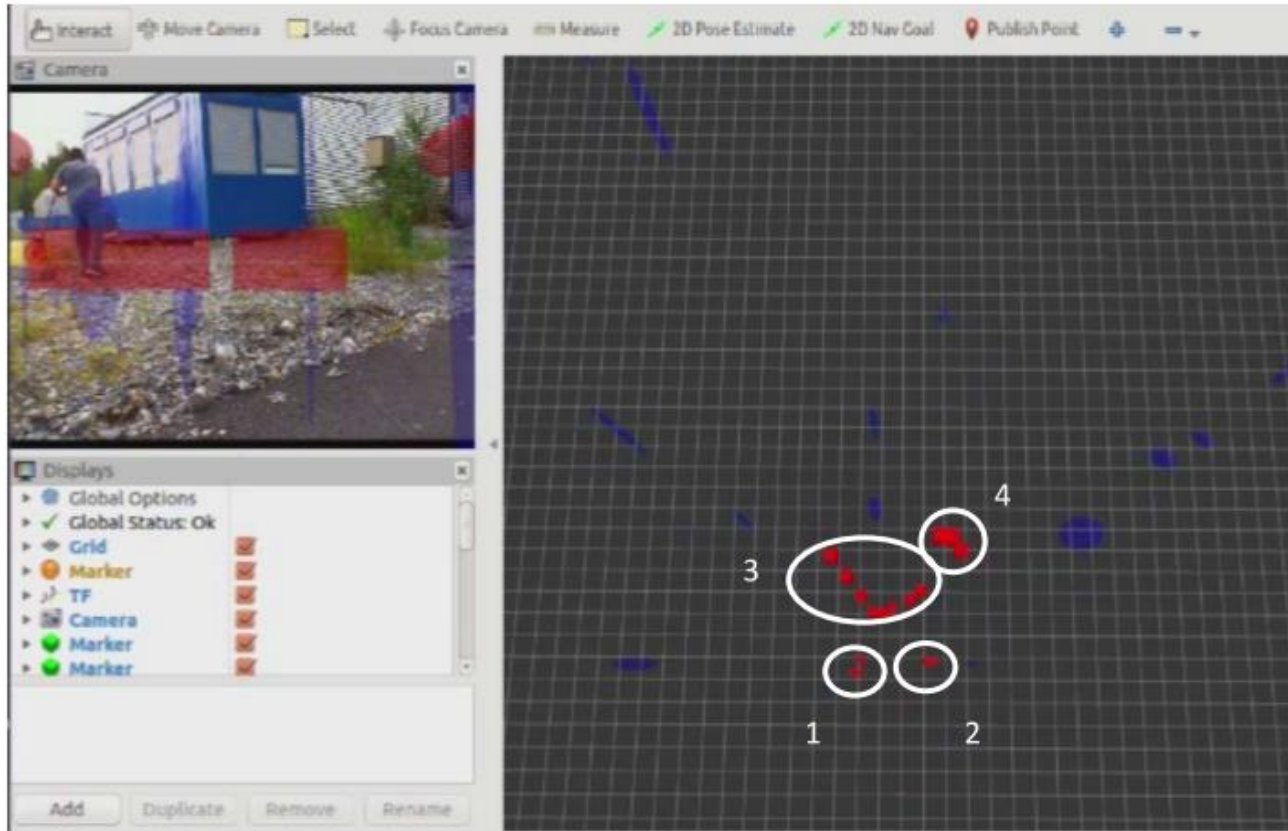 Interact Move Camera Select Focus Camera Measure 2D Pose Estimate 2D Nav Goal Publish Point
Camera
Displays
Global Options
Global Status: Ok
Grid
Marker
TF
Camera
Marker
Marker
Add Duplicate Remove Rename
4
3
1 2